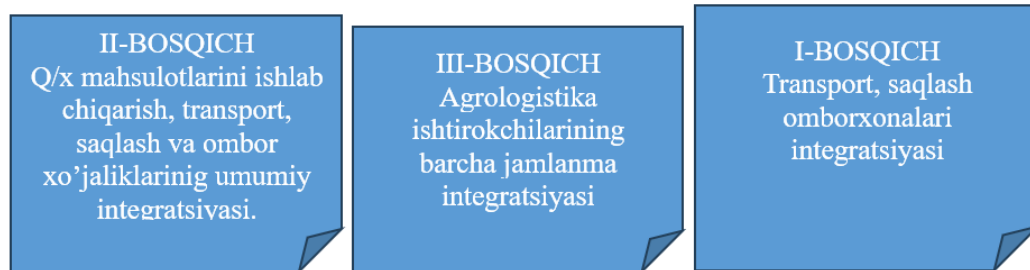 II-BOSQICH
Q/x mahsulotlarini ishlab
chiqarish, transport,
saqlash va ombor
xo’jaliklarinig umumiy
integratsiyasi.
III-BOSQICH
Agrologistika
ishtirokchilarining
barcha jamlanma
integratsiyasi
I-BOSQICH
Transport, saqlash
omborxonalari
integratsiyasi